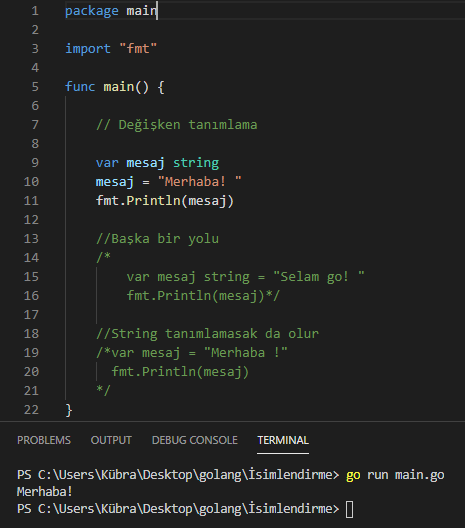 1 package main
2
3 import "fmt"
4
5 func main() {
6
7 // Değişken tanımlama
8
9 var mesaj string
10 mesaj = "Merhaba! "
11 fmt.Println(mesaj)
12
13 //Başka bir yolu
14 /*
15 var mesaj string = "Selam go! "
16 fmt.Println(mesaj)*/
17
18 //String tanımlamasak da olur
19 /*var mesaj = "Merhaba !"
20 fmt.Println(mesaj)
21 */
22 }
PROBLEMS OUTPUT DEBUG CONSOLE TERMINAL
PS C:\Users\Kübra\Desktop\golang\İsimlendirme> go run main.go
Merhaba!
PS C:\Users\Kübra\Desktop\golang\İsimlendirme>